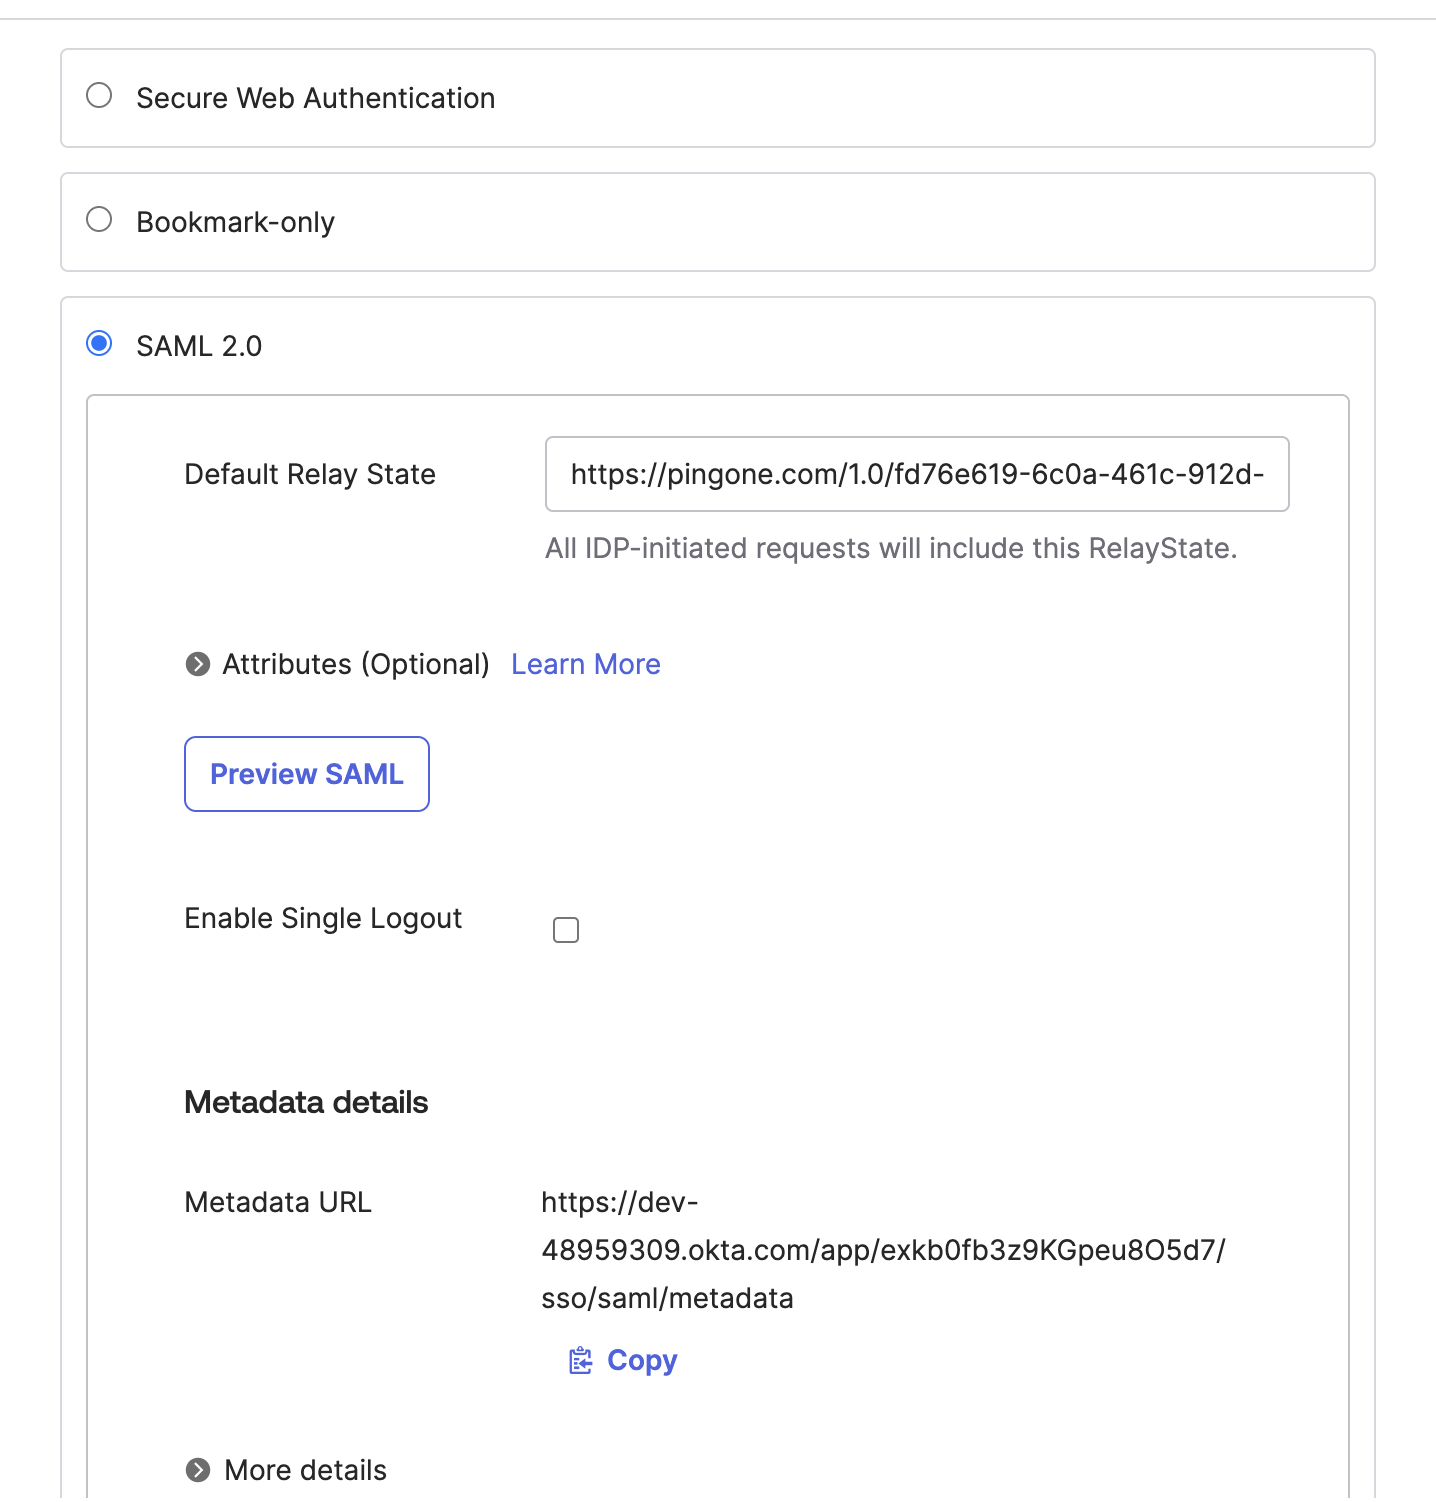 Secure Web Authentication
Bookmark-only
SAML 2.0
Default Relay State
https://pingone.com/1.0/fd76e619-6c0a-461c-912d-
All IDP-initiated requests will include this RelayState.
Attributes (Optional) Learn More
Preview SAML
Enable Single Logout
Metadata details
Metadata URL
https://dev-
48959309.okta.com/app/exkb0fb3z9KGpeu8O5d7/
sso/saml/metadata
Copy
More details